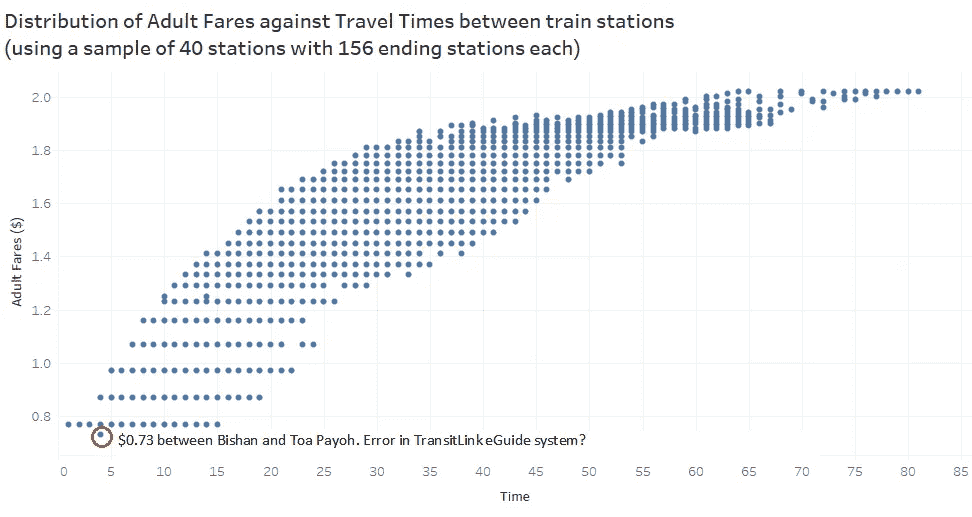 Distribution of Adult Fares against Travel Times between train stations
(using a sample of 40 stations with 156 ending stations each)
Adult Fares ($)
2.0
1.8
1.6
1.4
1.2
1.0
0.8
$0.73 between Bishan and Toa Payoh. Error in TransitLinkeGuide system?
0 5 10 15 20 25 30 35 40 45 50 55 60 65 70 75 80 85
Time